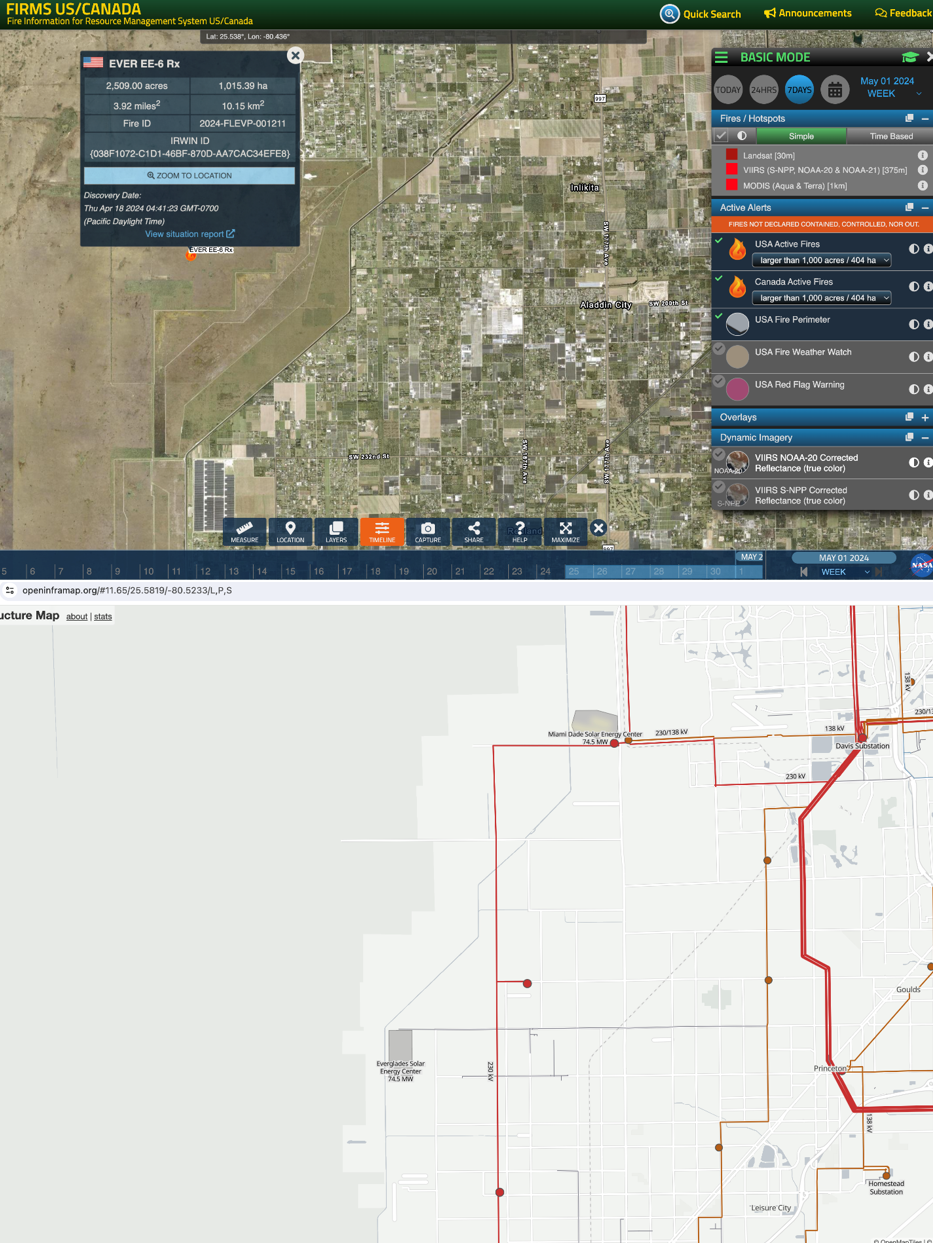 FIRMS US/CANADA
Fire Information for Resource Management System US/Canada
Quick Search
Announcements
Feedback
Lat: 25.538°, Lon: -80.436°
EVER EE-6 Rx
2,509.00 acres
1,015.39 ha
3.92 miles²
10.15 km²
Fire ID
2024-FLEVP-001211
IRWIN ID
{038F1072-C1D1-46BF-870D-AA7CAC34EFE8}
ZOOM TO LOCATION
Discovery Date:
Thu Apr 18 2024 04:41:23 GMT-0700
(Pacific Daylight Time)
View situation report
EVER EE-6 Rx
997
Inlikita
SW 177th Ave
Aladdin City
SW 200th St
SW 232nd St
SW 187th Ave
BASIC MODE
TODAY
24HRS
7DAYS
May 01 2024
WEEK
Fires / Hotspots
Simple
Time Based
Landsat [30m]
VIIRS (S-NPP, NOAA-20 & NOAA-21) [375m]
MODIS (Aqua & Terra) [1km]
Active Alerts
FIRES NOT DECLARED CONTAINED, CONTROLLED, NOR OUT.
USA Active Fires
larger than 1,000 acres / 404 ha
Canada Active Fires
larger than 1,000 acres / 404 ha
USA Fire Perimeter
USA Fire Weather Watch
USA Red Flag Warning
Overlays
Dynamic Imagery
VIIRS NOAA-20 Corrected
Reflectance (true color)
NOAA-20
VIIRS S-NPP Corrected
Reflectance (true color)
S-NPP
MEASURE
LOCATION
LAYERS
TIMELINE
CAPTURE
SHARE
HELP
MAXIMIZE
5 6 7 8 9 10 11 12 13 14 15 16 17 18 19 20 21 22 23 24 25 26 27 28 29 30 1
MAY 2
MAY 01 2024
WEEK
NASA
openinframap.org/#11.65/25.5819/-80.5233/L,P,S
ucture Map
about | stats
138 kV
230/13
Miami Dade Solar Energy Center
74.5 MW
230/138 kV
138 kV
Davis Substation
230 kV
Goulds
Everglades Solar
Energy Center
74.5 MW
230 kV
Princeton
138 kV
Homestead
Substation
Leisure City
© OpenMapTiles | ©